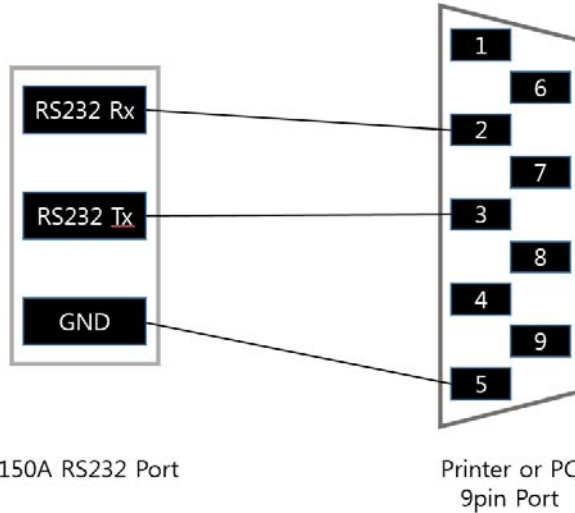 RS232 Rx
RS232 Tx
GND
1
6
2
7
3
8
4
9
5
150A RS232 Port
Printer or PC
9pin Port